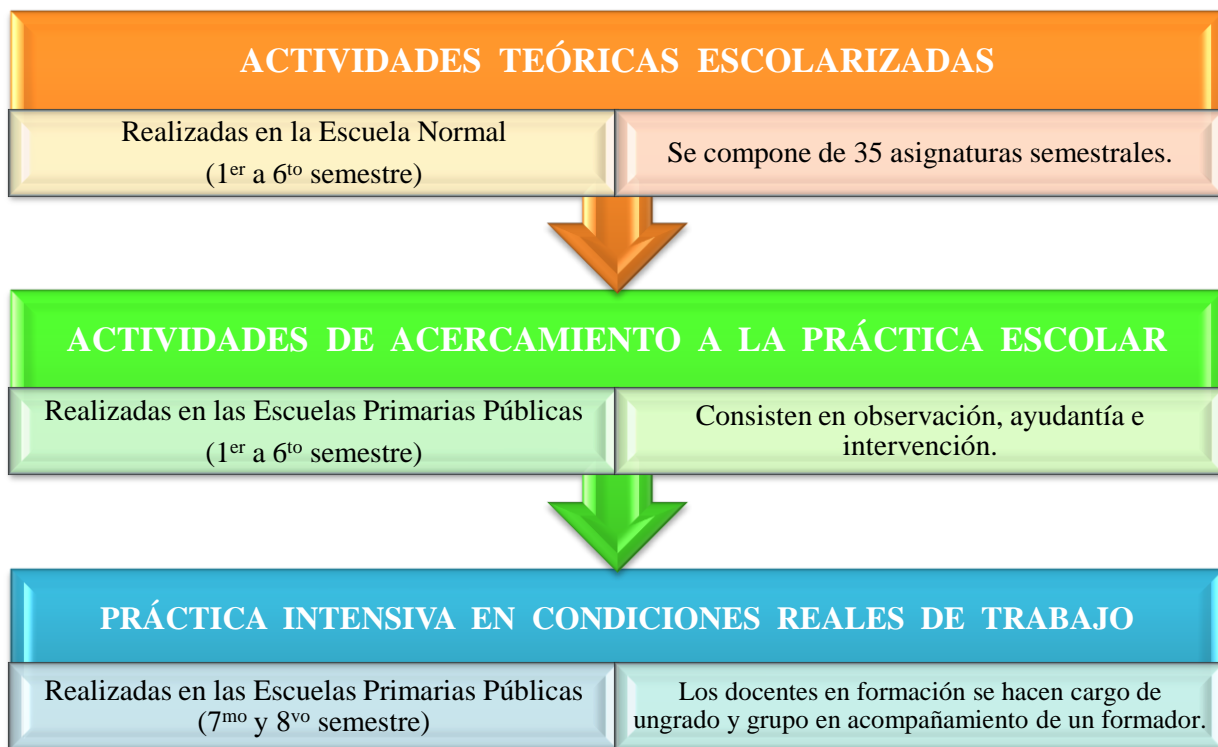 ACTIVIDADES TEÓRICAS ESCOLARIZADAS
Realizadas en la Escuela Normal
(1er a 6to semestre)
Se compone de 35 asignaturas semestrales.
ACTIVIDADES DE ACERCAMIENTO A LA PRÁCTICA ESCOLAR
Realizadas en las Escuelas Primarias Públicas
(1er a 6to semestre)
Consisten en observación, ayudantía e
intervención.
PRÁCTICA INTENSIVA EN CONDICIONES REALES DE TRABAJO
Realizadas en las Escuelas Primarias Públicas
(7mo y 8vo semestre)
Los docentes en formación se hacen cargo de
ungrado y grupo en acompañamiento de un formador.